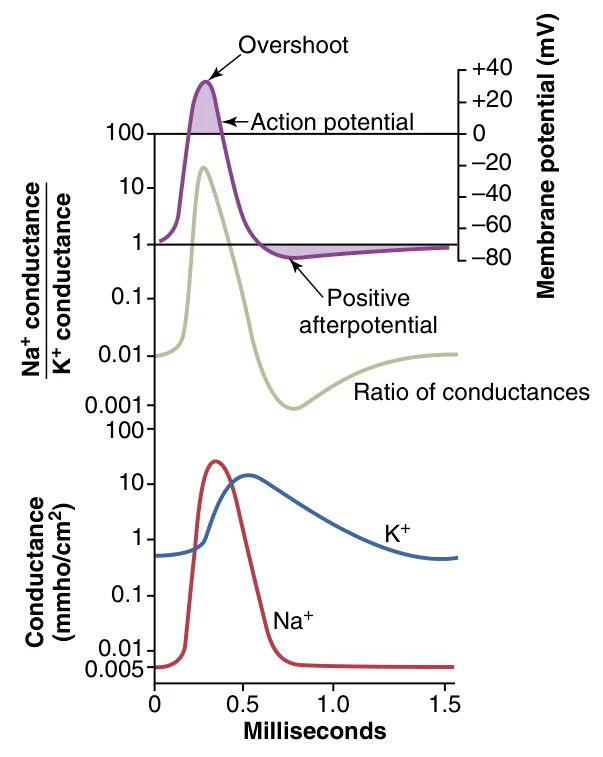 Overshoot
Action potential
+40
+20
0
–20
–40
–60
–80
Membrane potential (mV)
100
10
1
0.1
0.01
0.001
Na+ conductance
K+ conductance
Positive
afterpotential
Ratio of conductances
100
10
1
0.1
0.01
0.005
Conductance
(mmho/cm2)
K+
Na+
0 0.5 1.0 1.5
Milliseconds